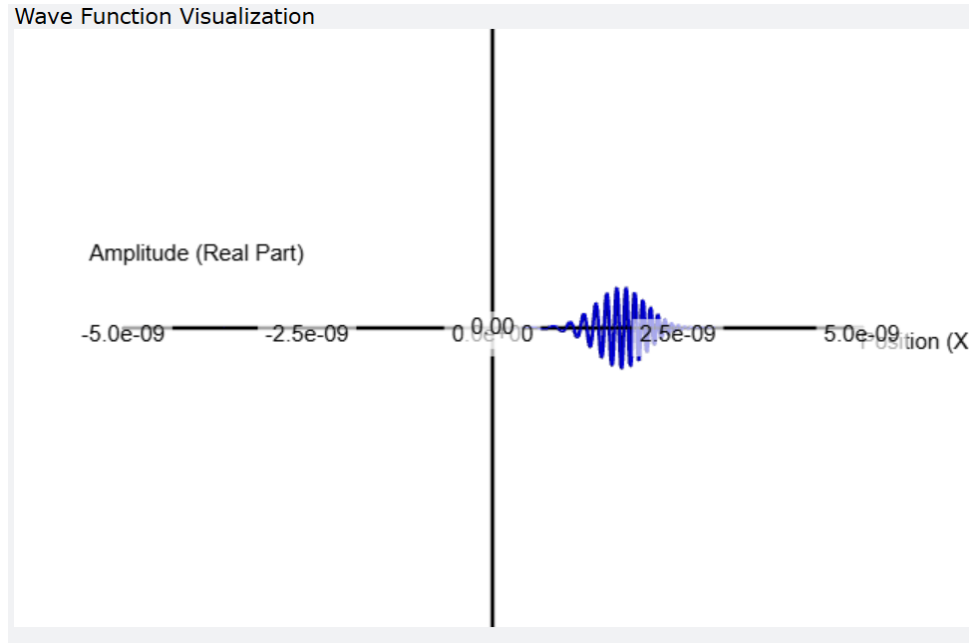 Wave Function Visualization
Amplitude (Real Part)
-5.0e-09 -2.5e-09 0.00 2.5e-09 5.0e-09
(X